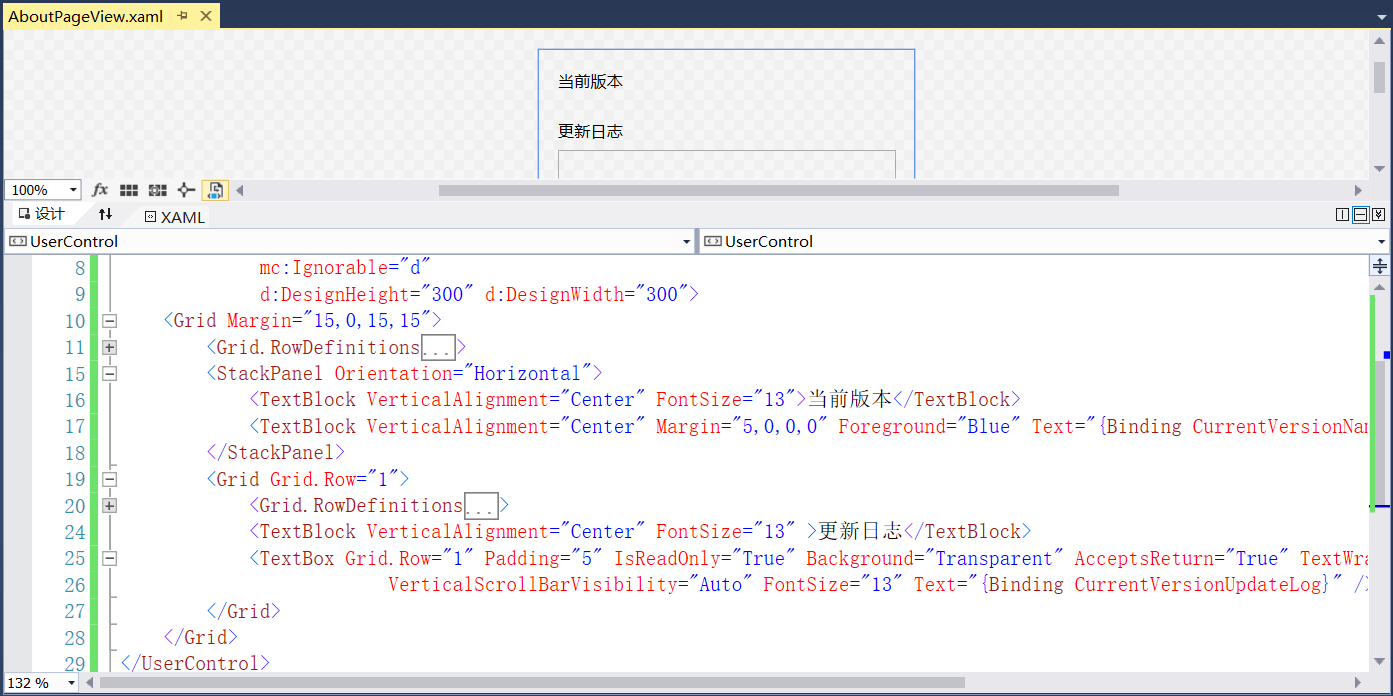 AboutPageView.xaml
当前版本
更新日志
100%
fx
设计
XAML
UserControl
UserControl
8 mc:Ignorable="d"
9 d:DesignHeight="300" d:DesignWidth="300">
10 <Grid Margin="15,0,15,15">
11 <Grid.RowDefinitions...>
15 <StackPanel Orientation="Horizontal">
16 <TextBlock VerticalAlignment="Center" FontSize="13">当前版本</TextBlock>
17 <TextBlock VerticalAlignment="Center" Margin="5,0,0,0" Foreground="Blue" Text="{Binding CurrentVersionNam
18 </StackPanel>
19 <Grid Grid.Row="1">
20 <Grid.RowDefinitions...>
24 <TextBlock VerticalAlignment="Center" FontSize="13" >更新日志</TextBlock>
25 <TextBox Grid.Row="1" Padding="5" IsReadOnly="True" Background="Transparent" AcceptsReturn="True" TextWra
26 VerticalScrollBarVisibility="Auto" FontSize="13" Text="{Binding CurrentVersionUpdateLog}" />
27 </Grid>
28 </Grid>
29 </UserControl>
132 %